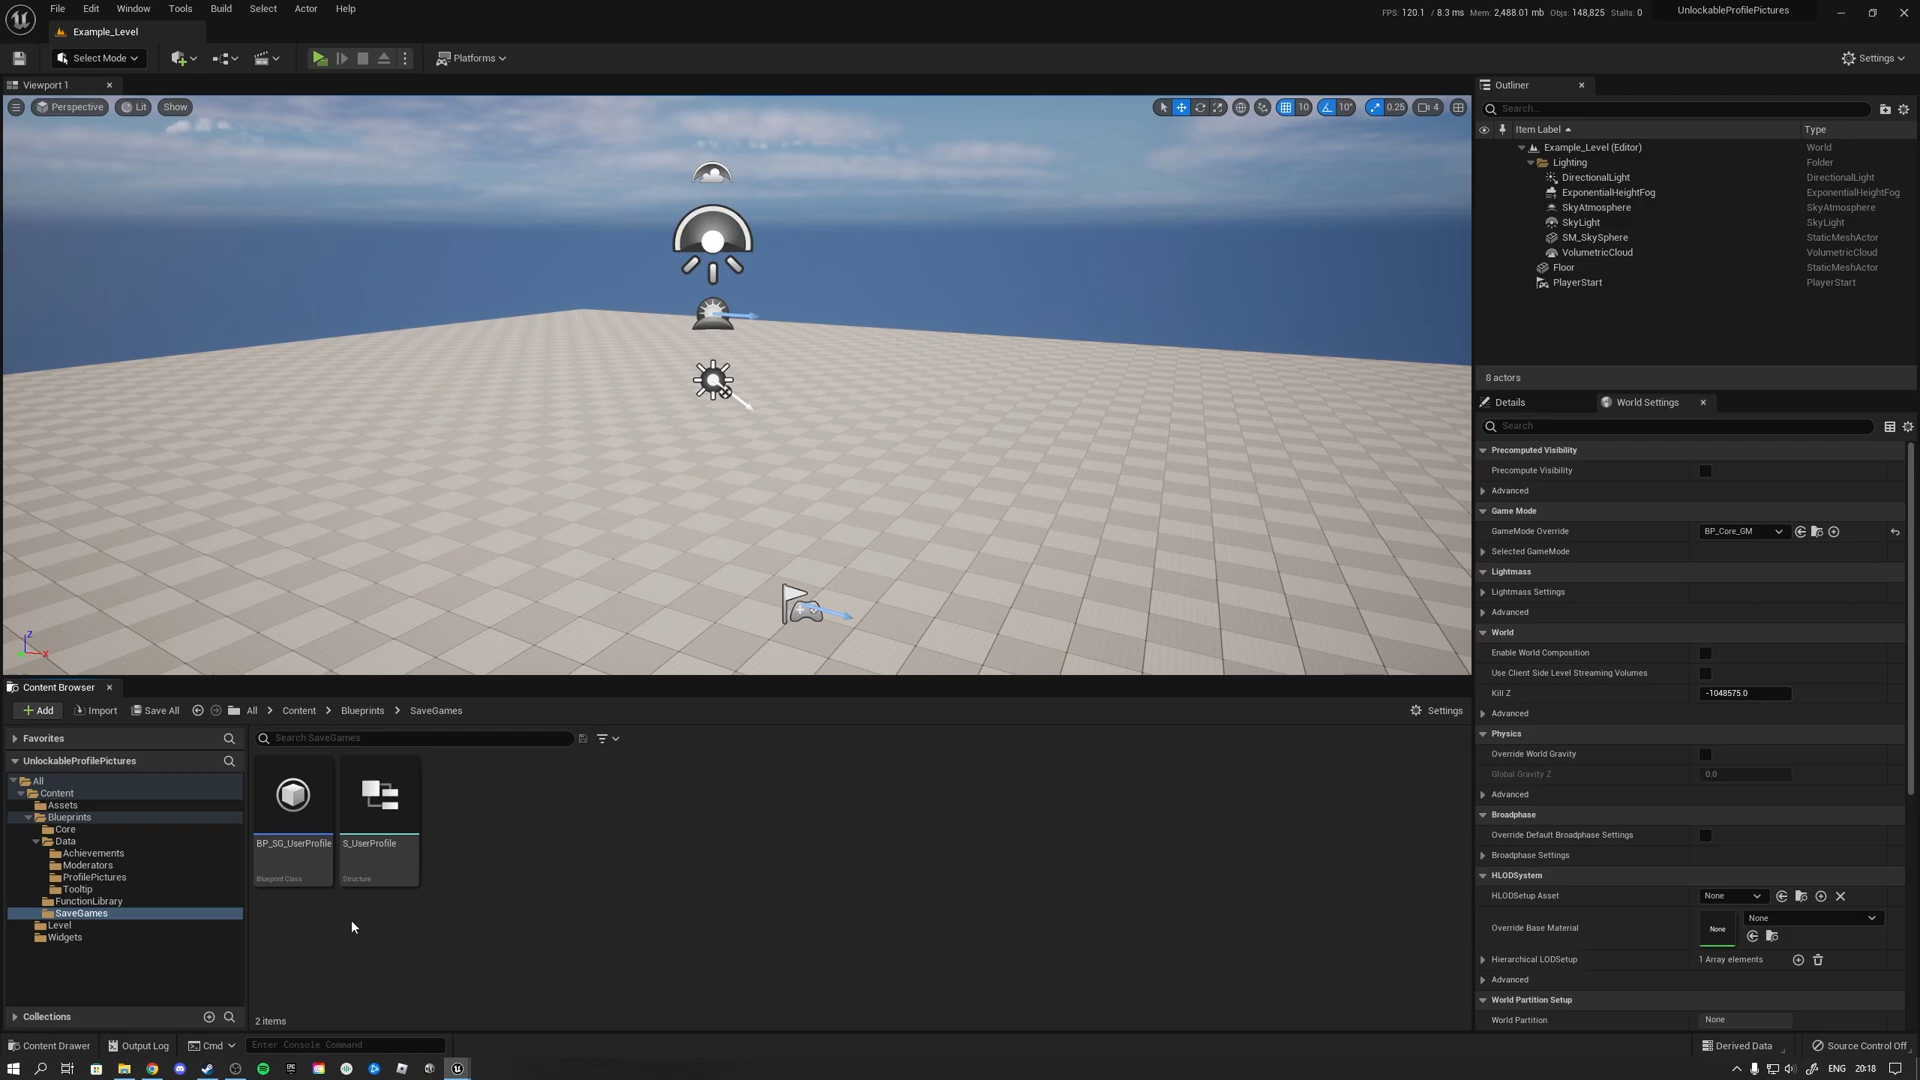 File Edit Window Tools Build Select Actor Help
FPS: 120.1 / 8.3 ms Mem: 2,488.01 mb Objs: 148,825 Stalls: 0
UnlockableProfilePictures
Example_Level
Select Mode
Platforms
Settings
Viewport 1
Perspective Lit Show
10 10° 0.25 4
Outliner
Search...
Item Label Type
Example_Level (Editor) World
Lighting Folder
DirectionalLight DirectionalLight
ExponentialHeightFog ExponentialHeightFog
SkyAtmosphere SkyAtmosphere
SkyLight SkyLight
SM_SkySphere StaticMeshActor
VolumetricCloud VolumetricCloud
Floor StaticMeshActor
PlayerStart PlayerStart
8 actors
Details World Settings
Search
Precomputed Visibility
Precompute Visibility
Advanced
Game Mode
GameMode Override BP_Core_GM
Selected GameMode
Lightmass
Lightmass Settings
Advanced
World
Enable World Composition
Use Client Side Level Streaming Volumes
Kill Z -1048575.0
Advanced
Physics
Override World Gravity
Global Gravity Z 0.0
Advanced
Broadphase
Override Default Broadphase Settings
Broadphase Settings
HLODSystem
HLODSetup Asset None
None
Override Base Material None
Hierarchical LODSetup 1 Array elements
Advanced
World Partition Setup
World Partition None
Z
X
Content Browser
Add Import Save All All > Content > Blueprints > SaveGames
Settings
Favorites
Search SaveGames
UnlockableProfilePictures
All
Content
Assets
Blueprints
Core
Data
Achievements
Moderators
ProfilePictures
Tooltip
FunctionLibrary
SaveGames
Level
Widgets
BP_SG_UserProfile
Blueprint Class
S_UserProfile
Structure
Collections
2 items
Content Drawer Output Log Cmd Enter Console Command
Derived Data Source Control Off
ENG 20:18